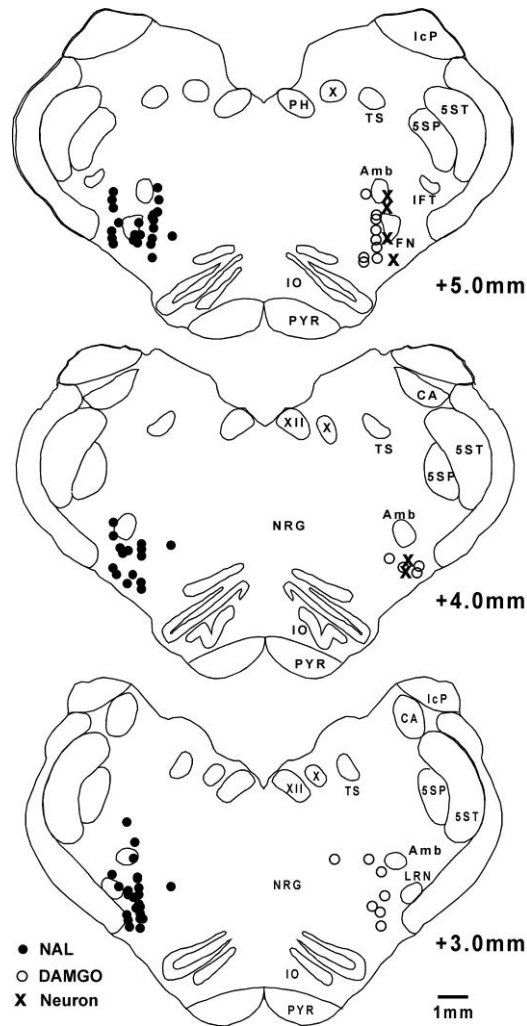 IcP
X
PH
TS
5ST
5SP
Amb
IFT
FN
IO
+5.0mm
PYR
CA
XII
X
TS
5ST
5SP
Amb
NRG
+4.0mm
IO
PYR
IcP
CA
X
XII
TS
5SP
5ST
Amb
LRN
NRG
+3.0mm
● NAL
○ DAMGO
X Neuron
IO
PYR
1mm